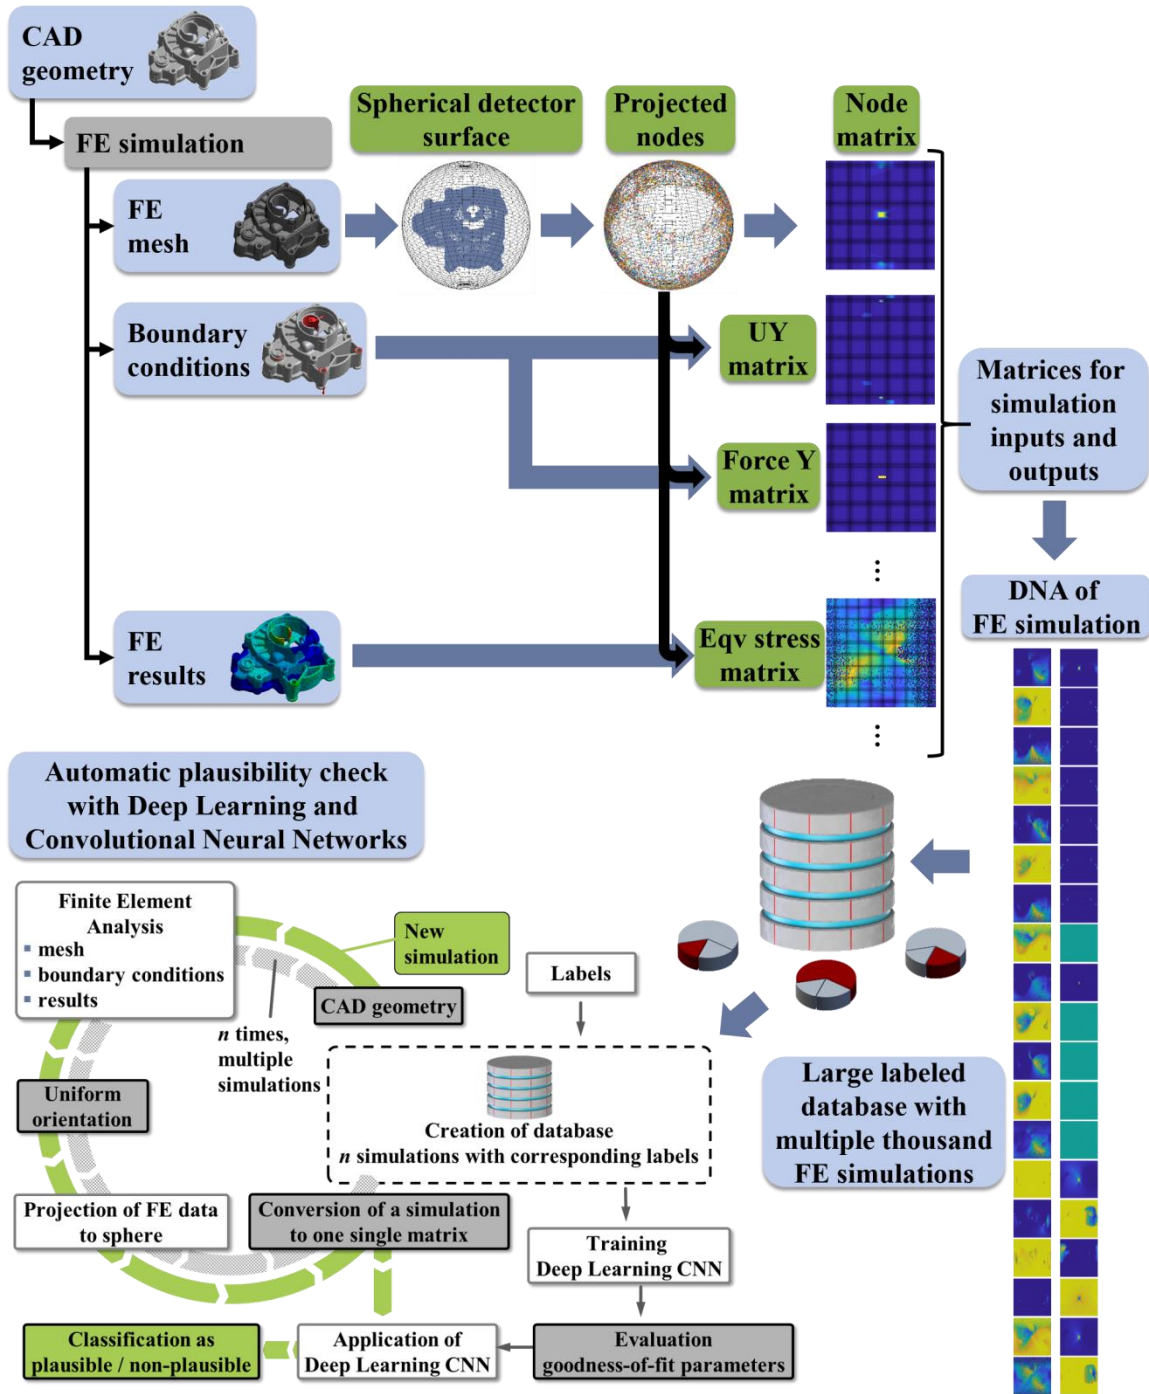 CAD
geometry
FE simulation
Spherical detector
surface
Projected
nodes
Node
matrix
FE
mesh
Boundary
conditions
UY
matrix
Force Y
matrix
Matrices for
simulation
inputs and
outputs
FE
results
Eqv stress
matrix
DNA of
FE simulation
Automatic plausibility check
with Deep Learning and
Convolutional Neural Networks
Finite Element
Analysis
▪ mesh
▪ boundary conditions
▪ results
New
simulation
CAD geometry
n times,
multiple
simulations
Labels
Uniform
orientation
Creation of database
n simulations with corresponding labels
Large labeled
database with
multiple thousand
FE simulations
Projection of FE data
to sphere
Conversion of a simulation
to one single matrix
Training
Deep Learning CNN
Classification as
plausible / non-plausible
Application of
Deep Learning CNN
Evaluation
goodness-of-fit parameters